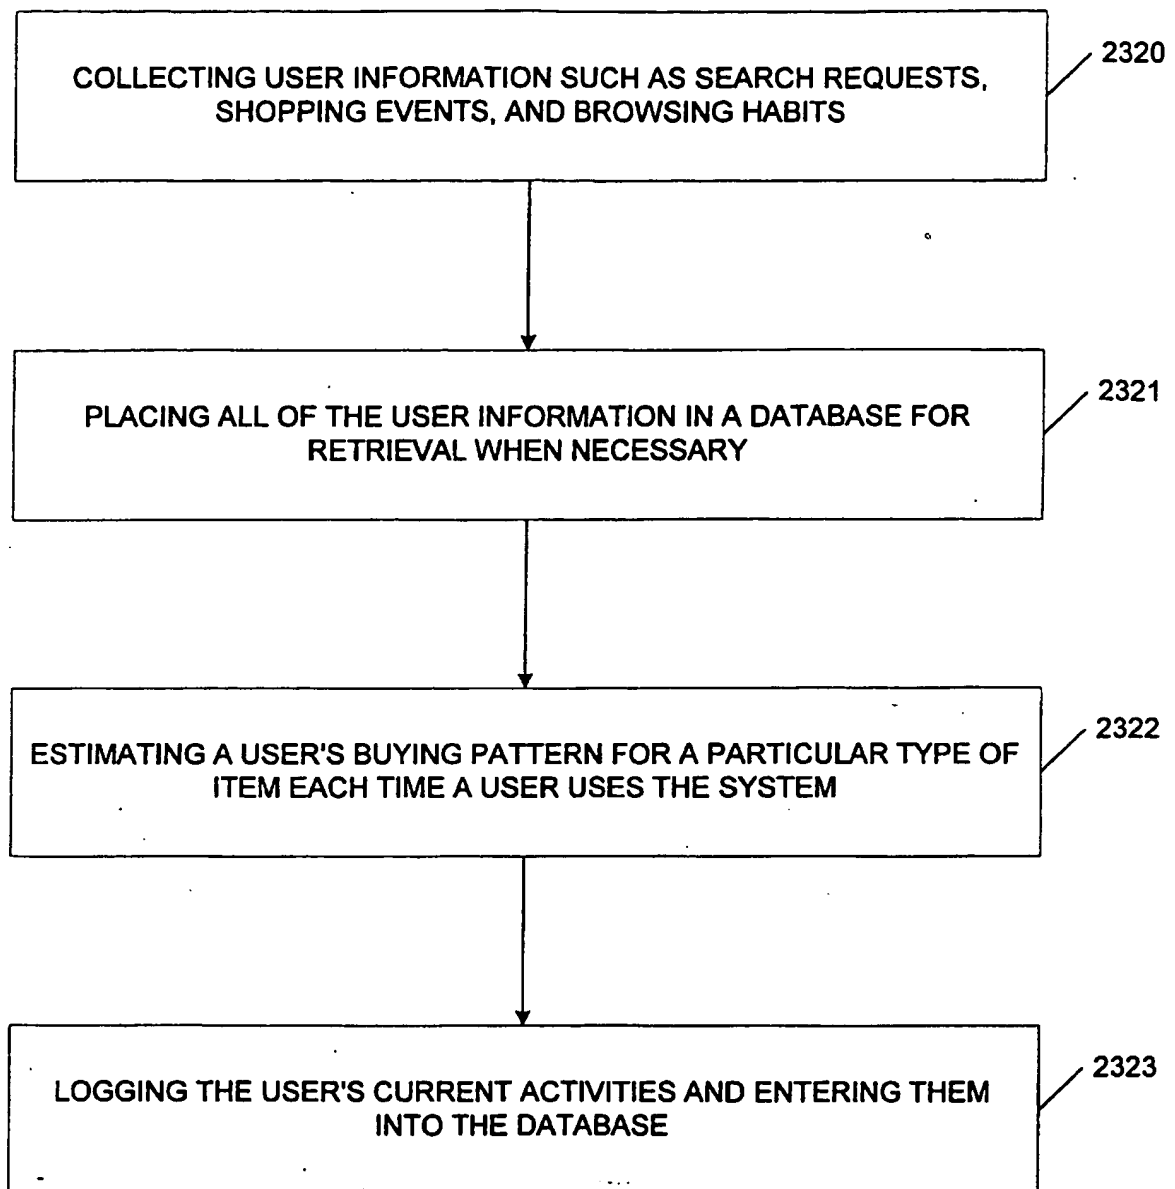 COLLECTING USER INFORMATION SUCH AS SEARCH REQUESTS,
SHOPPING EVENTS, AND BROWSING HABITS
2320
PLACING ALL OF THE USER INFORMATION IN A DATABASE FOR
RETRIEVAL WHEN NECESSARY
2321
ESTIMATING A USER'S BUYING PATTERN FOR A PARTICULAR TYPE OF
ITEM EACH TIME A USER USES THE SYSTEM
2322
LOGGING THE USER'S CURRENT ACTIVITIES AND ENTERING THEM
INTO THE DATABASE
2323